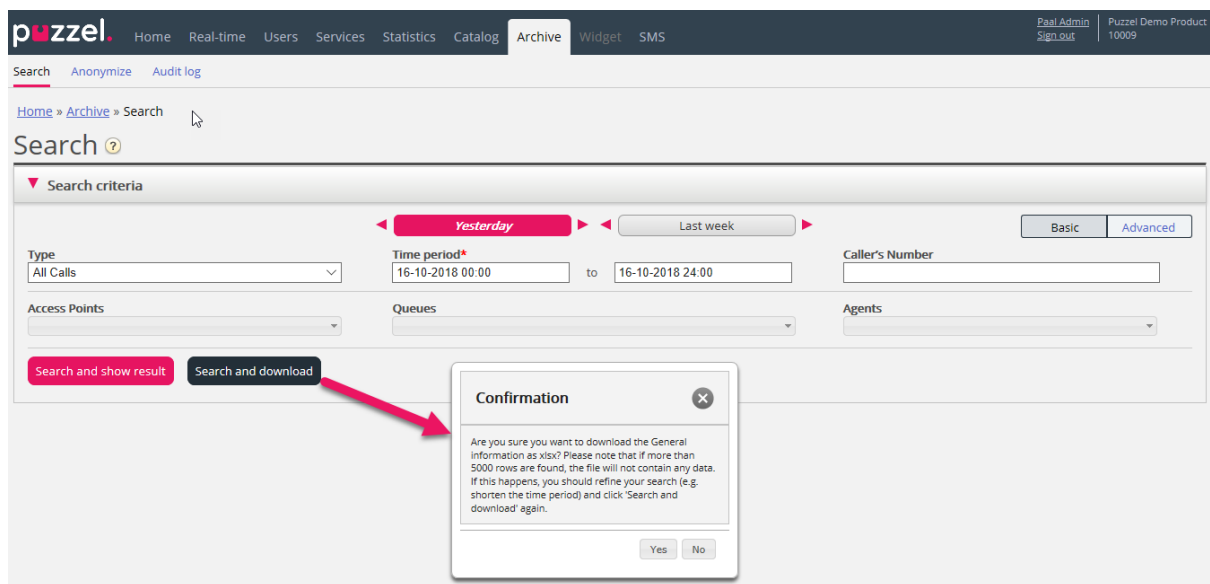 puzzel.
Home Real-time Users Services Statistics Catalog Archive Widget SMS
Paal Admin
Sign out
Puzzel Demo Product
10009
Search Anonymize Audit log
Home » Archive » Search
Search ?
Search criteria
Yesterday Last week Basic Advanced
Type Time period* Caller's Number
All Calls 16-10-2018 00:00 to 16-10-2018 24:00
Access Points Queues Agents
Search and show result Search and download
Confirmation
Are you sure you want to download the General
information as xlsx? Please note that if more than
5000 rows are found, the file will not contain any data.
If this happens, you should refine your search (e.g.
shorten the time period) and click 'Search and
download' again.
Yes No